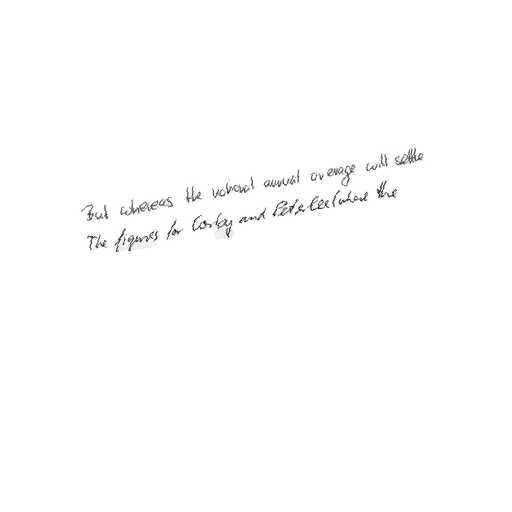 But whereas the national annual average will settle
The figures for Corby and Peterlee (where the